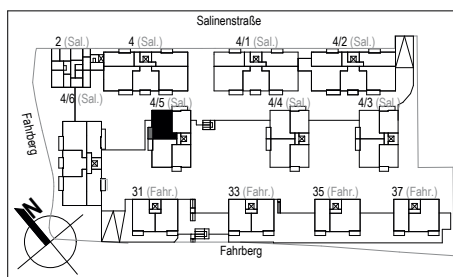 Salinenstraße
2 (Sal.) 4 (Sal.) 4/1 (Sal.) 4/2 (Sal.)
4/6 (Sal.) 4/5 (Sal.) 4/4 (Sal.) 4/3 (Sal.)
Fahrberg
31 (Fahr.) 33 (Fahr.) 35 (Fahr.) 37 (Fahr.)
N
Fahrberg